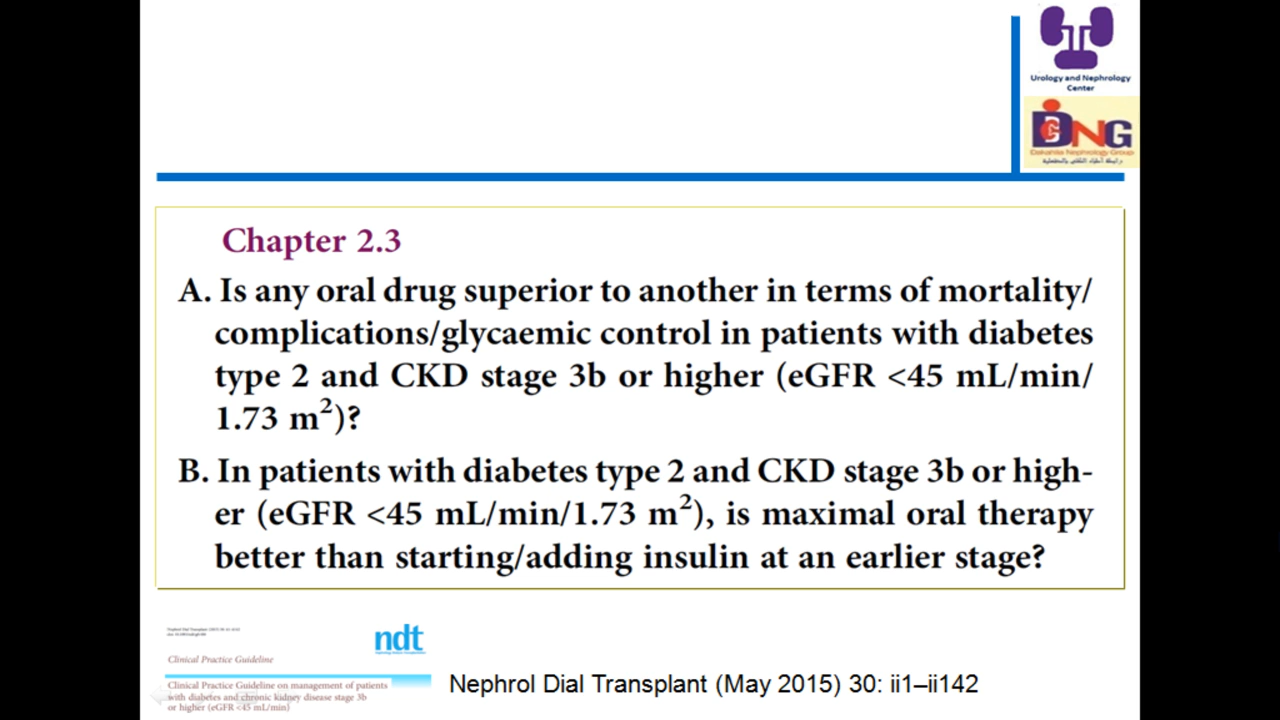 Urology and Nephrology
Center
DCNG
Dakahlia Nephrology Group
Chapter 2.3
A. Is any oral drug superior to another in terms of mortality/
complications/glycaemic control in patients with diabetes
type 2 and CKD stage 3b or higher (eGFR <45 mL/min/
1.73 m²)?
B. In patients with diabetes type 2 and CKD stage 3b or high-
er (eGFR <45 mL/min/1.73 m²), is maximal oral therapy
better than starting/adding insulin at an earlier stage?
ndt
Clinical Practice Guideline
Clinical Practice Guideline on management of patients
with diabetes and chronic kidney disease stage 3b
or higher (eGFR <45 mL/min)
Nephrol Dial Transplant (May 2015) 30: ii1–ii142